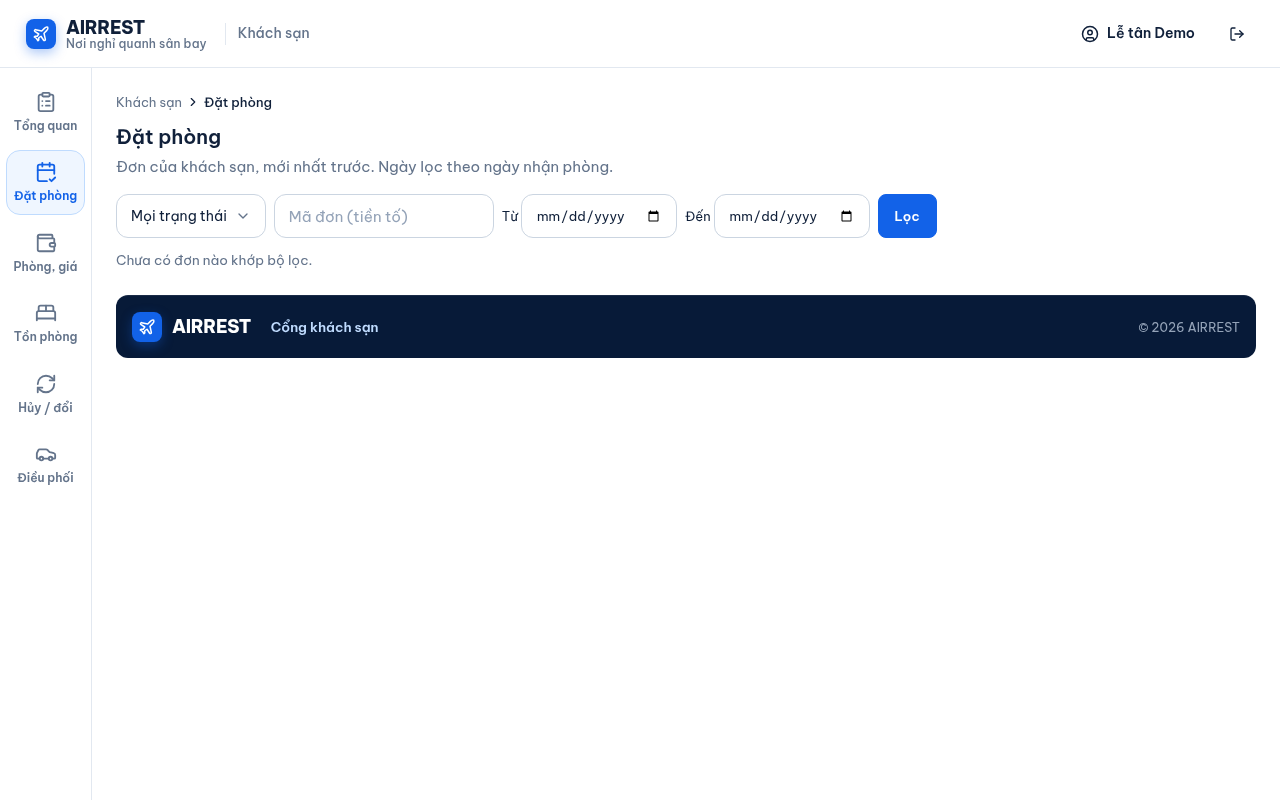 AIRREST
Nơi nghỉ quanh sân bay
Khách sạn
Lễ tân Demo
Tổng quan
Đặt phòng
Phòng, giá
Tồn phòng
Hủy / đổi
Điều phối
Khách sạn > Đặt phòng
Đặt phòng
Đơn của khách sạn, mới nhất trước. Ngày lọc theo ngày nhận phòng.
Mọi trạng thái Mã đơn (tiền tố) Từ mm/dd/yyyy Đến mm/dd/yyyy Lọc
Chưa có đơn nào khớp bộ lọc.
AIRREST Cổng khách sạn © 2026 AIRREST